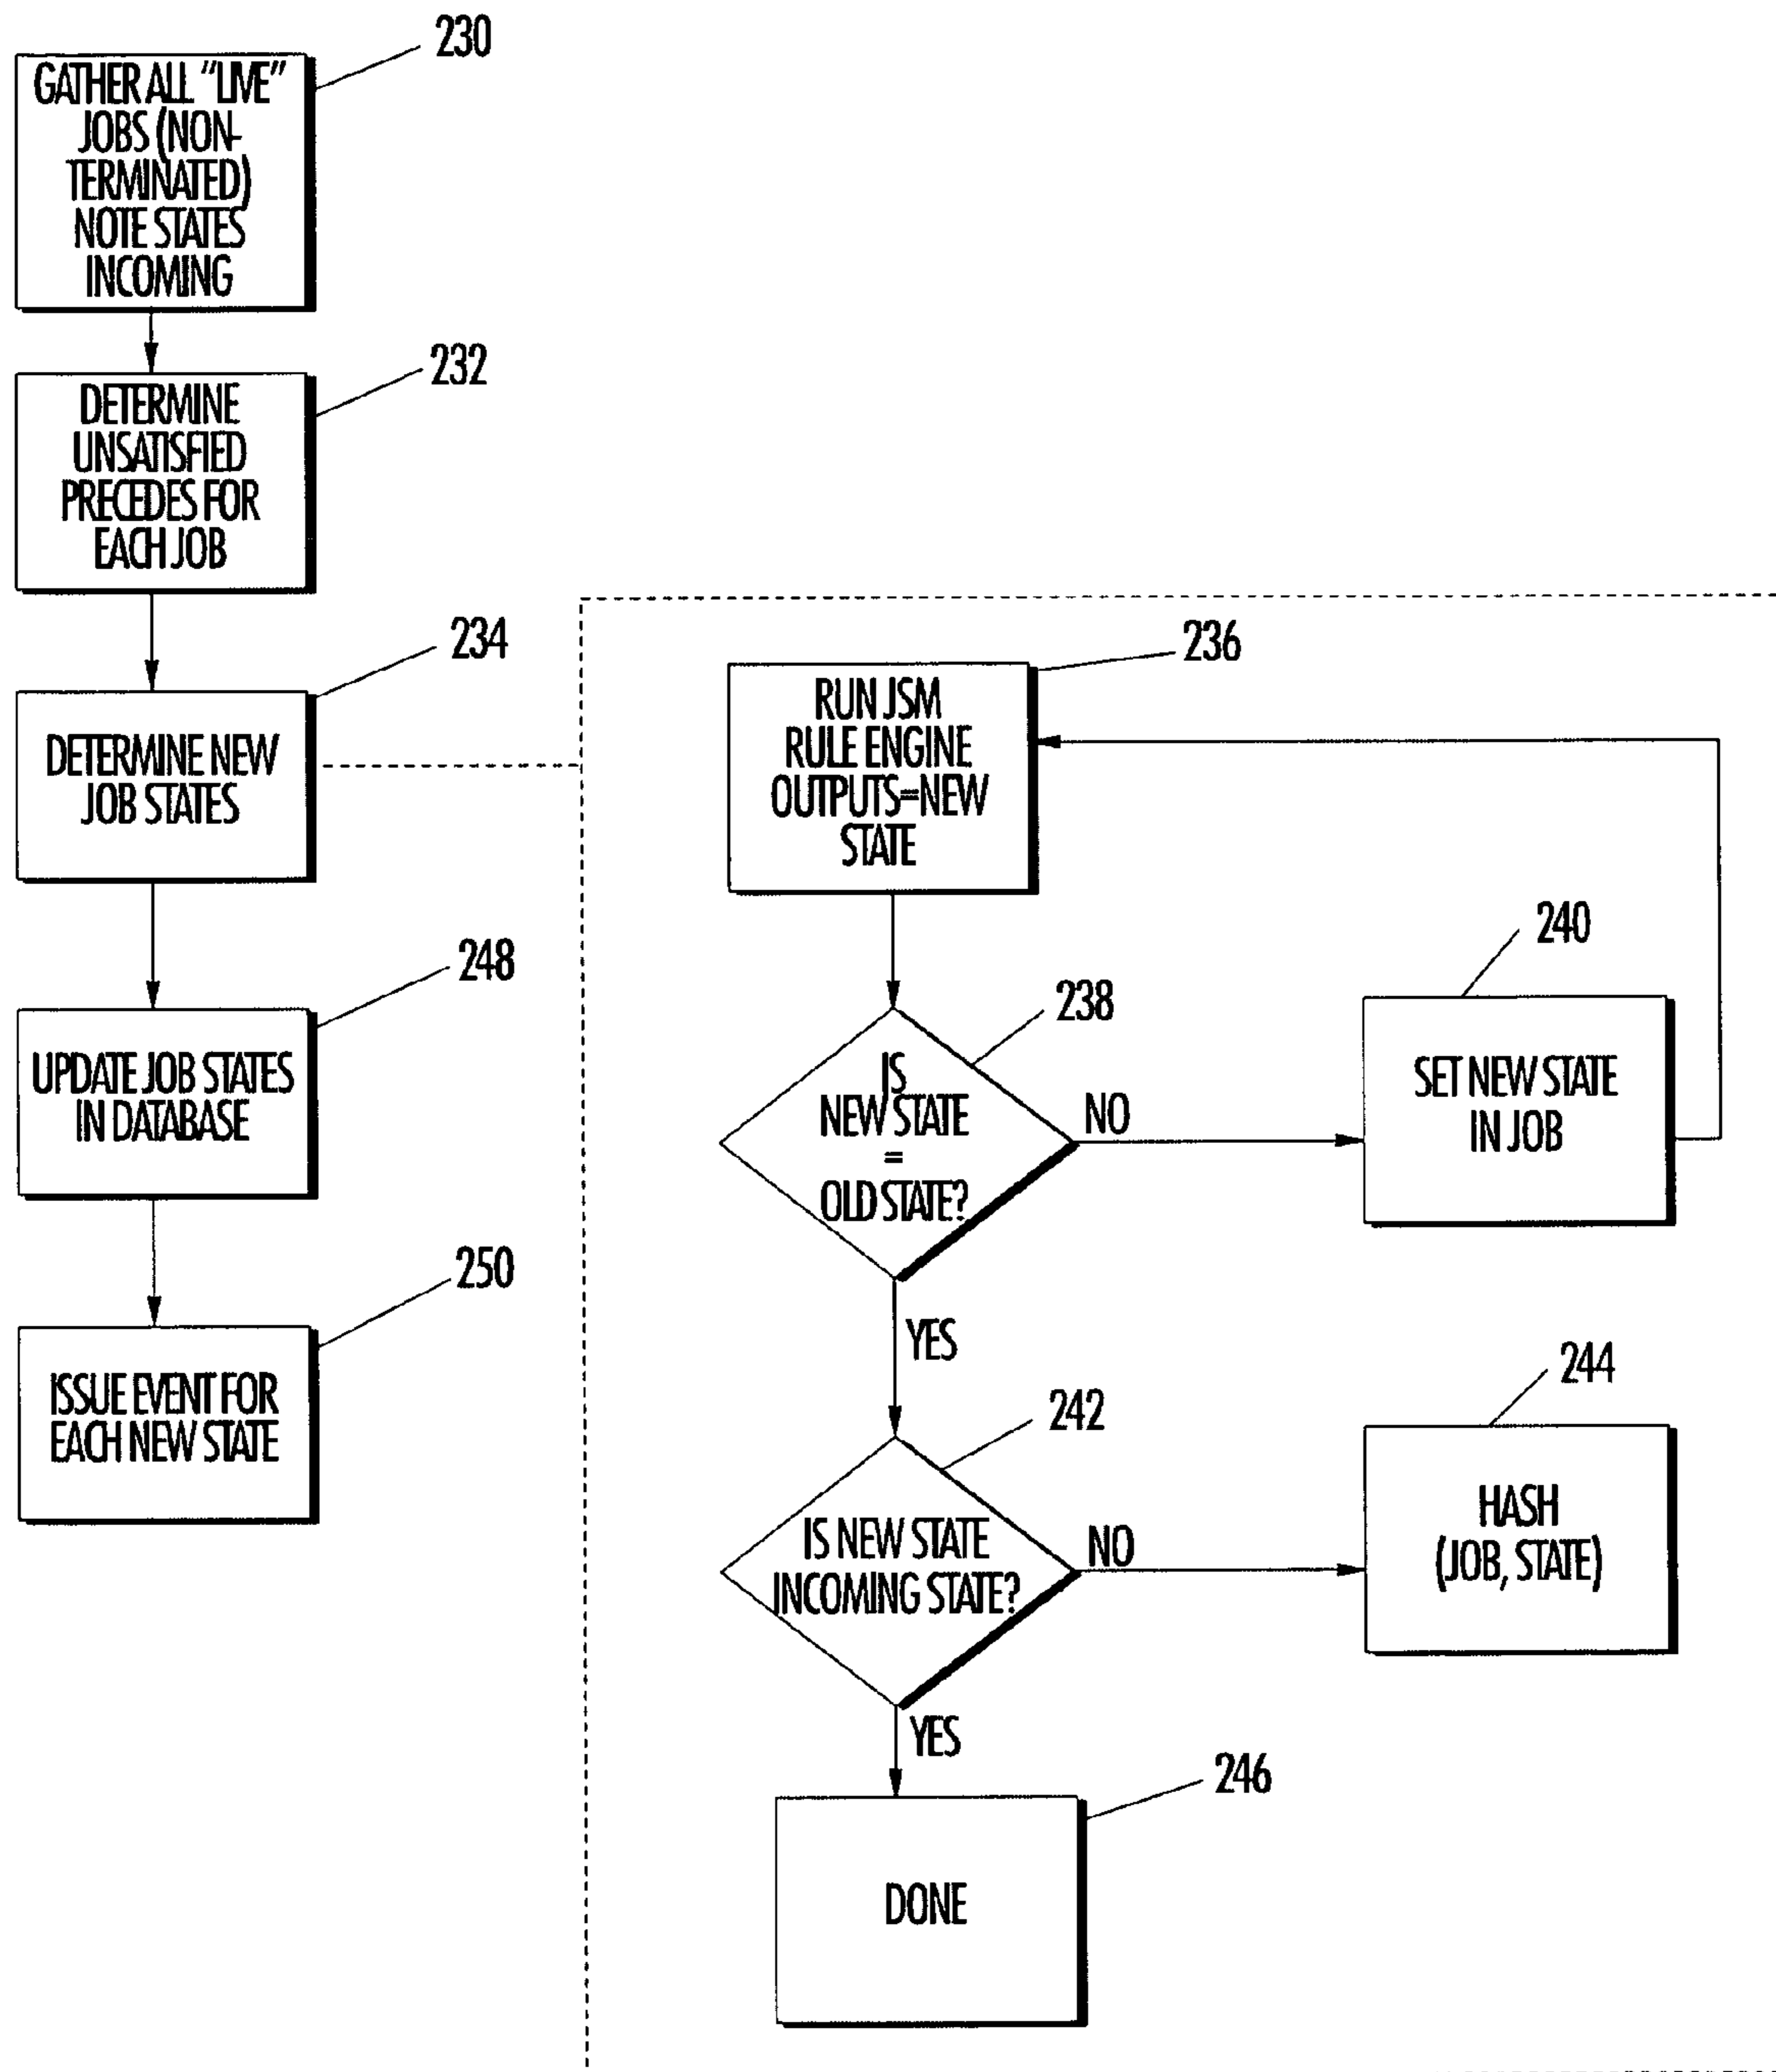 230
GATHER ALL "LIVE"
JOBS (NON-
TERMINATED)
NOTE STATES
INCOMING
232
DETERMINE
UNSATISFIED
PRECEDES FOR
EACH JOB
234
DETERMINE NEW
JOB STATES
248
UPDATE JOB STATES
IN DATABASE
250
ISSUE EVENT FOR
EACH NEW STATE
236
RUN JSM
RULE ENGINE
OUTPUTS=NEW
STATE
238
IS
NEW STATE
=
OLD STATE?
NO
240
SET NEW STATE
IN JOB
YES
242
IS NEW STATE
INCOMING STATE?
NO
244
HASH
(JOB, STATE)
YES
246
DONE